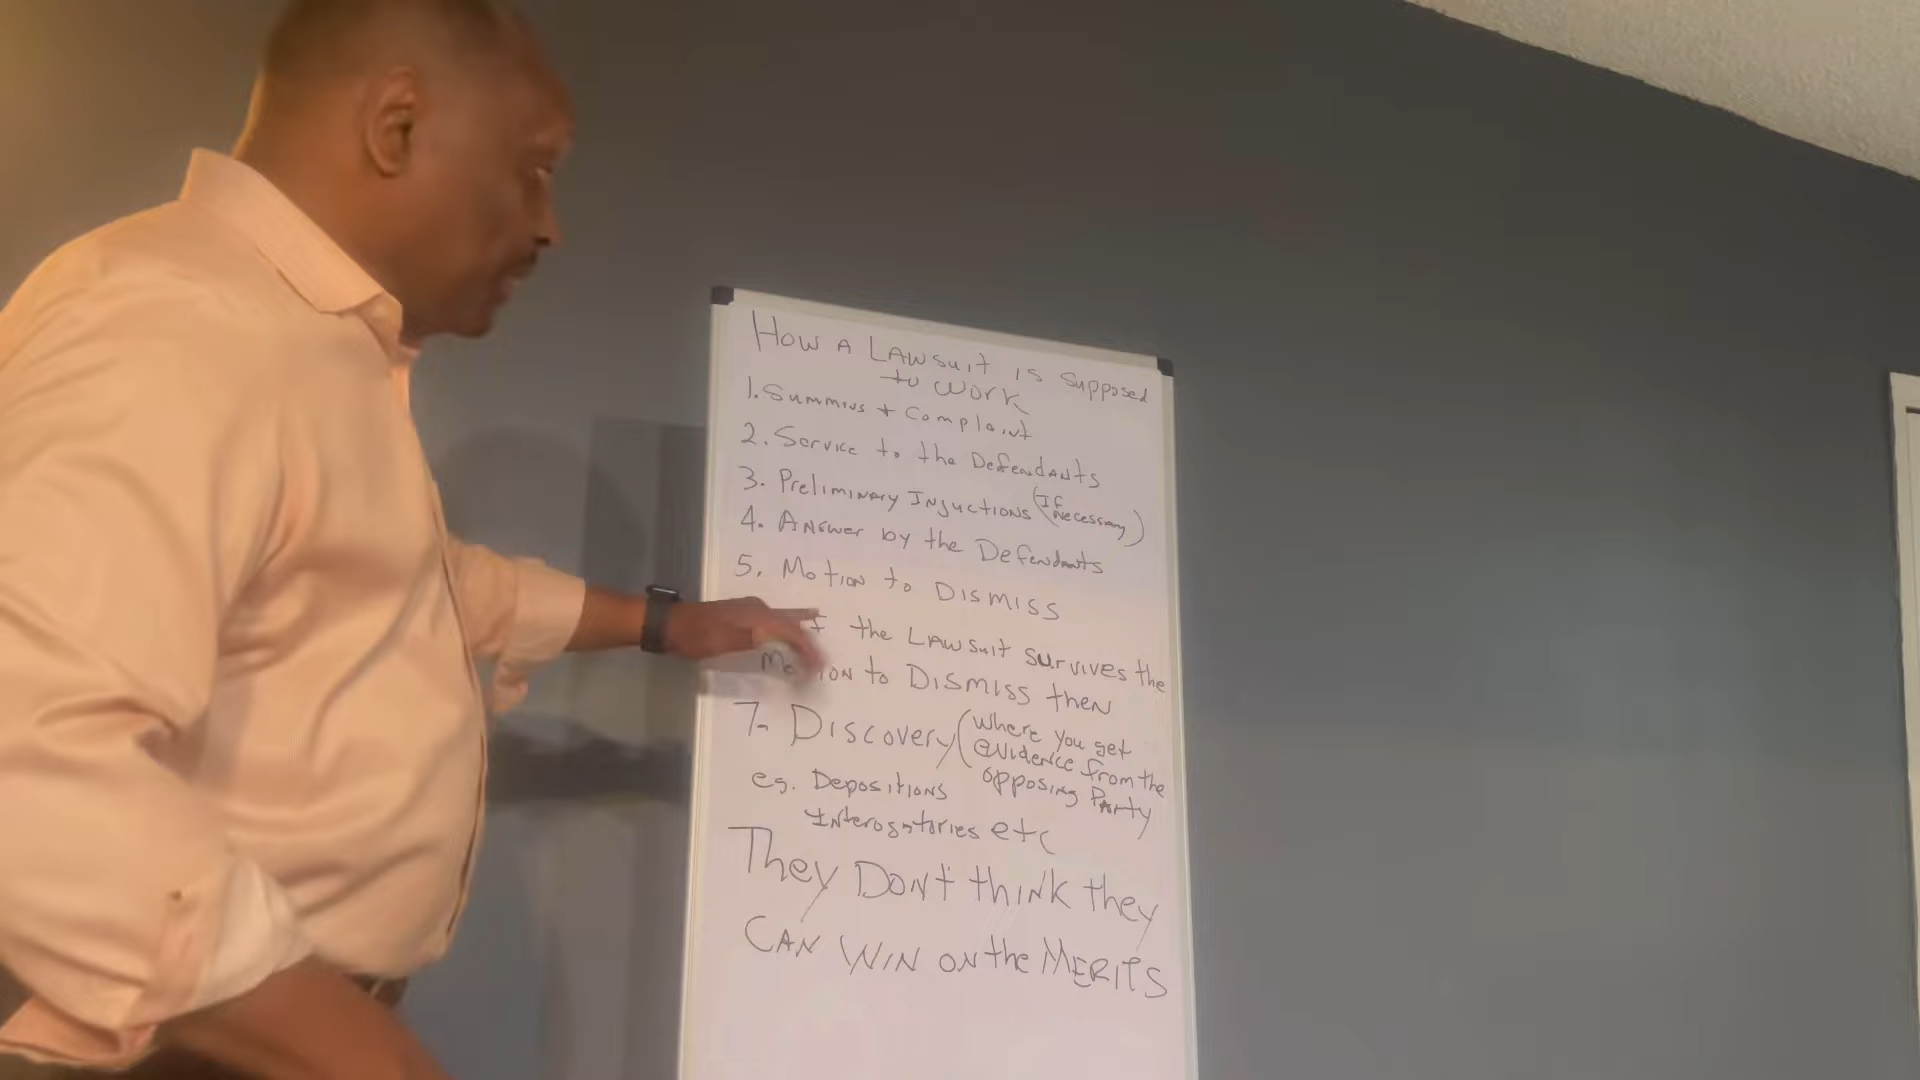 How A Lawsuit is Supposed
to Work
1. Summons + Complaint
2. Service to the Defendants
3. Preliminary Injuctions (If
necessary)
4. Answer by the Defendants
5. Motion to Dismiss
the Lawsuit survives the
to Dismiss then
7- Discovery (Where you get
evidence from the
opposing Party
eg. Depositions
Interogatories etc
They Don't think they
CAN WIN on the MERITS